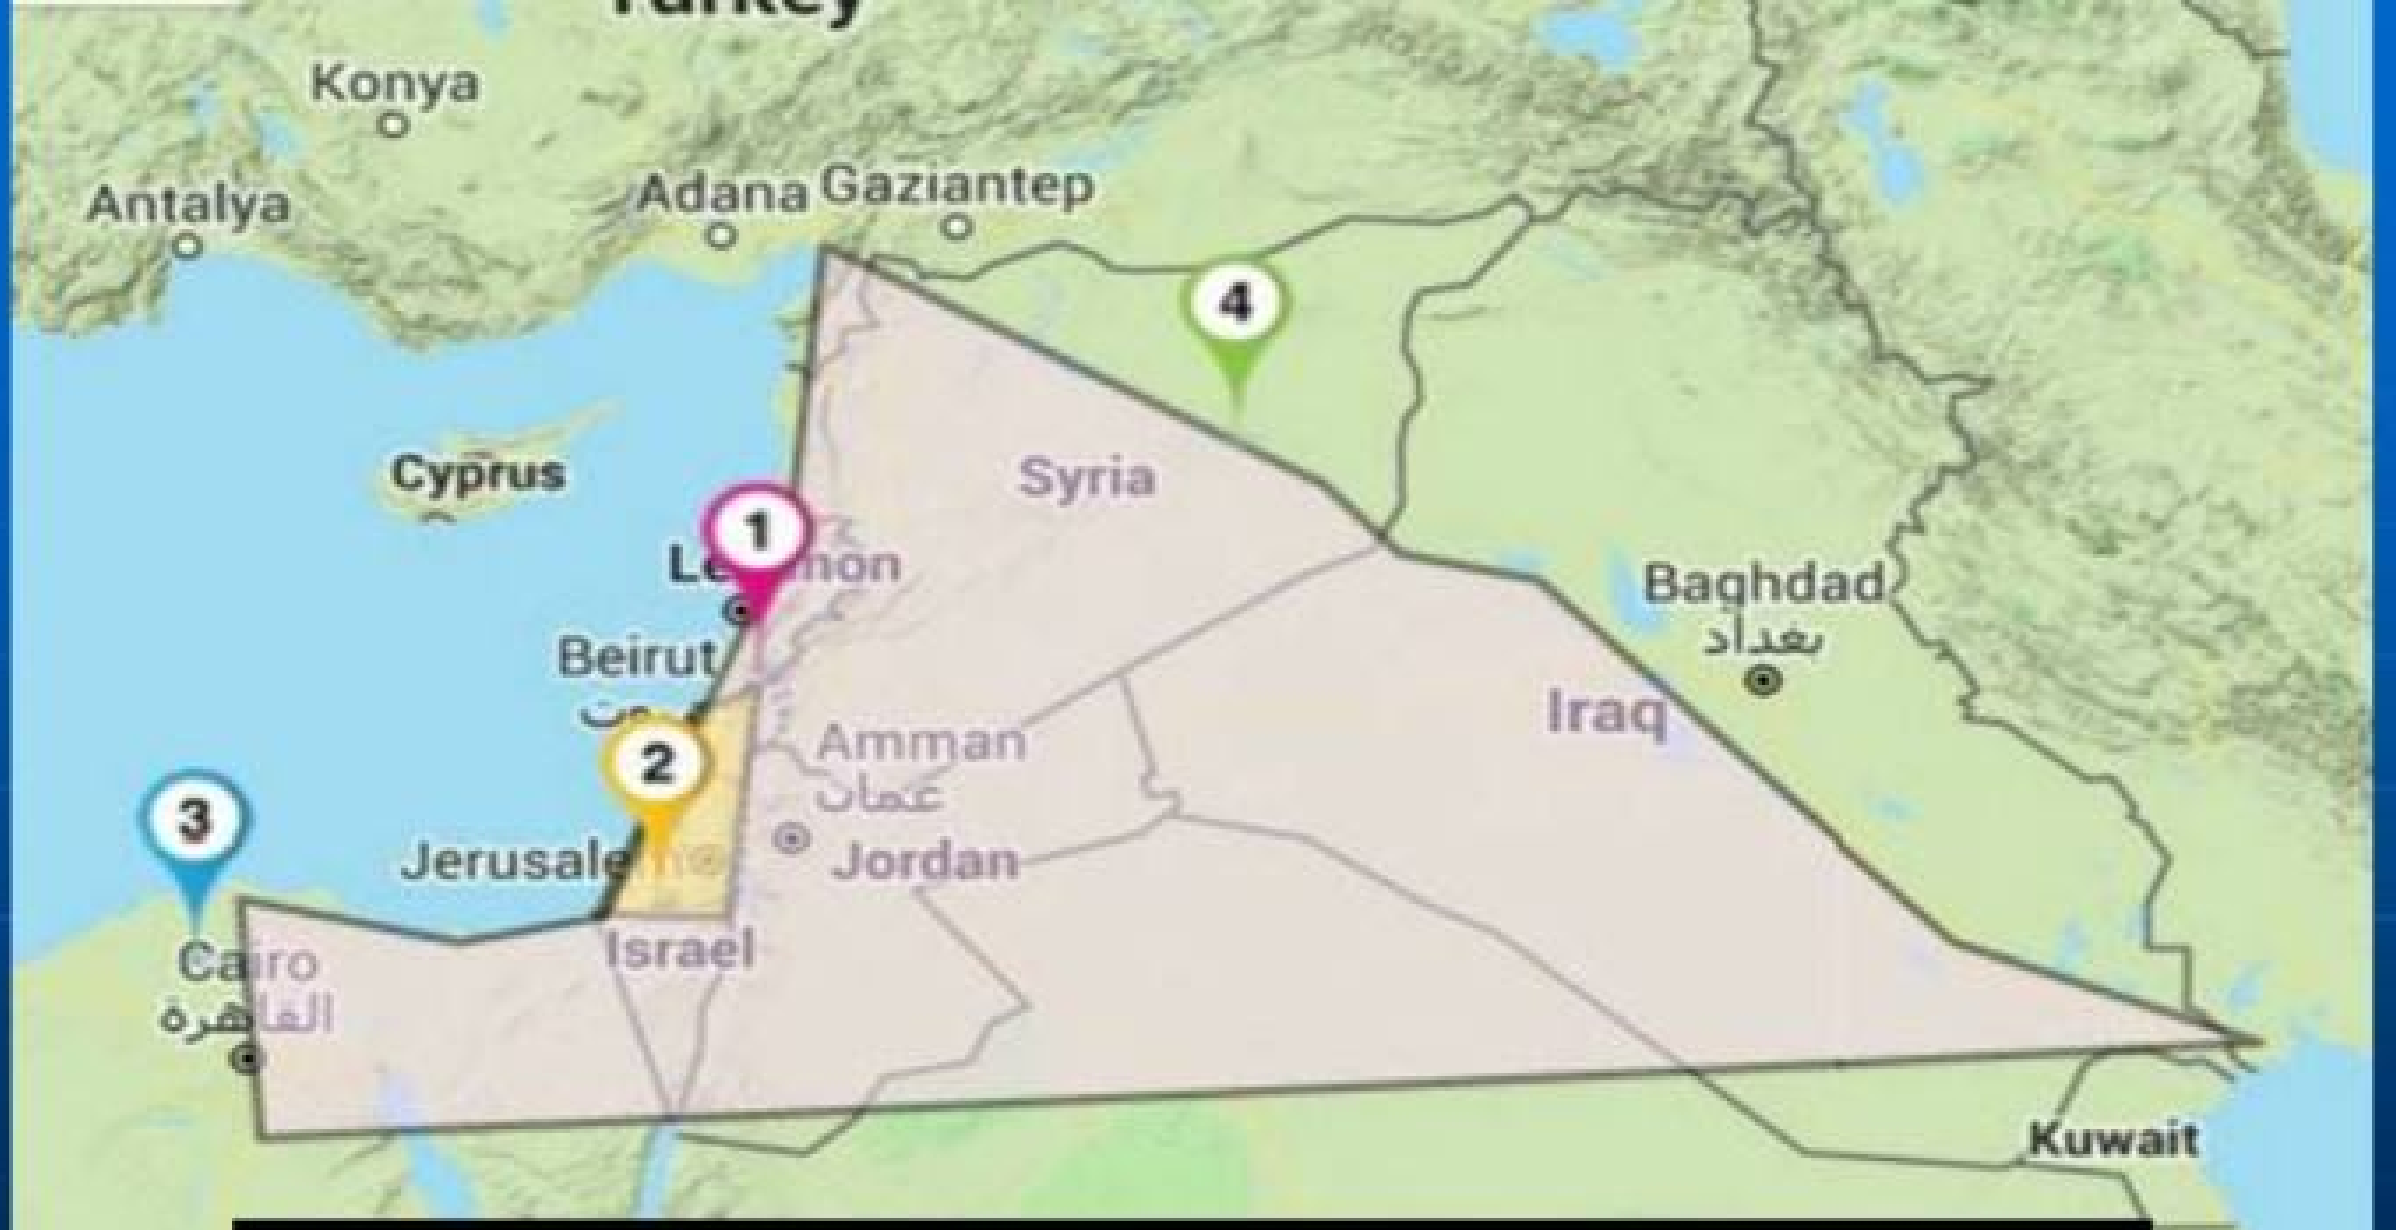 Turkey
Konya
Adana Gaziantep
Antalya
4
Cyprus
Syria
1
Baghdad
بغداد
Beirut
Iraq
2
Amman
عمان
3
Jordan
Israel
Cairo
القاهرة
Kuwait